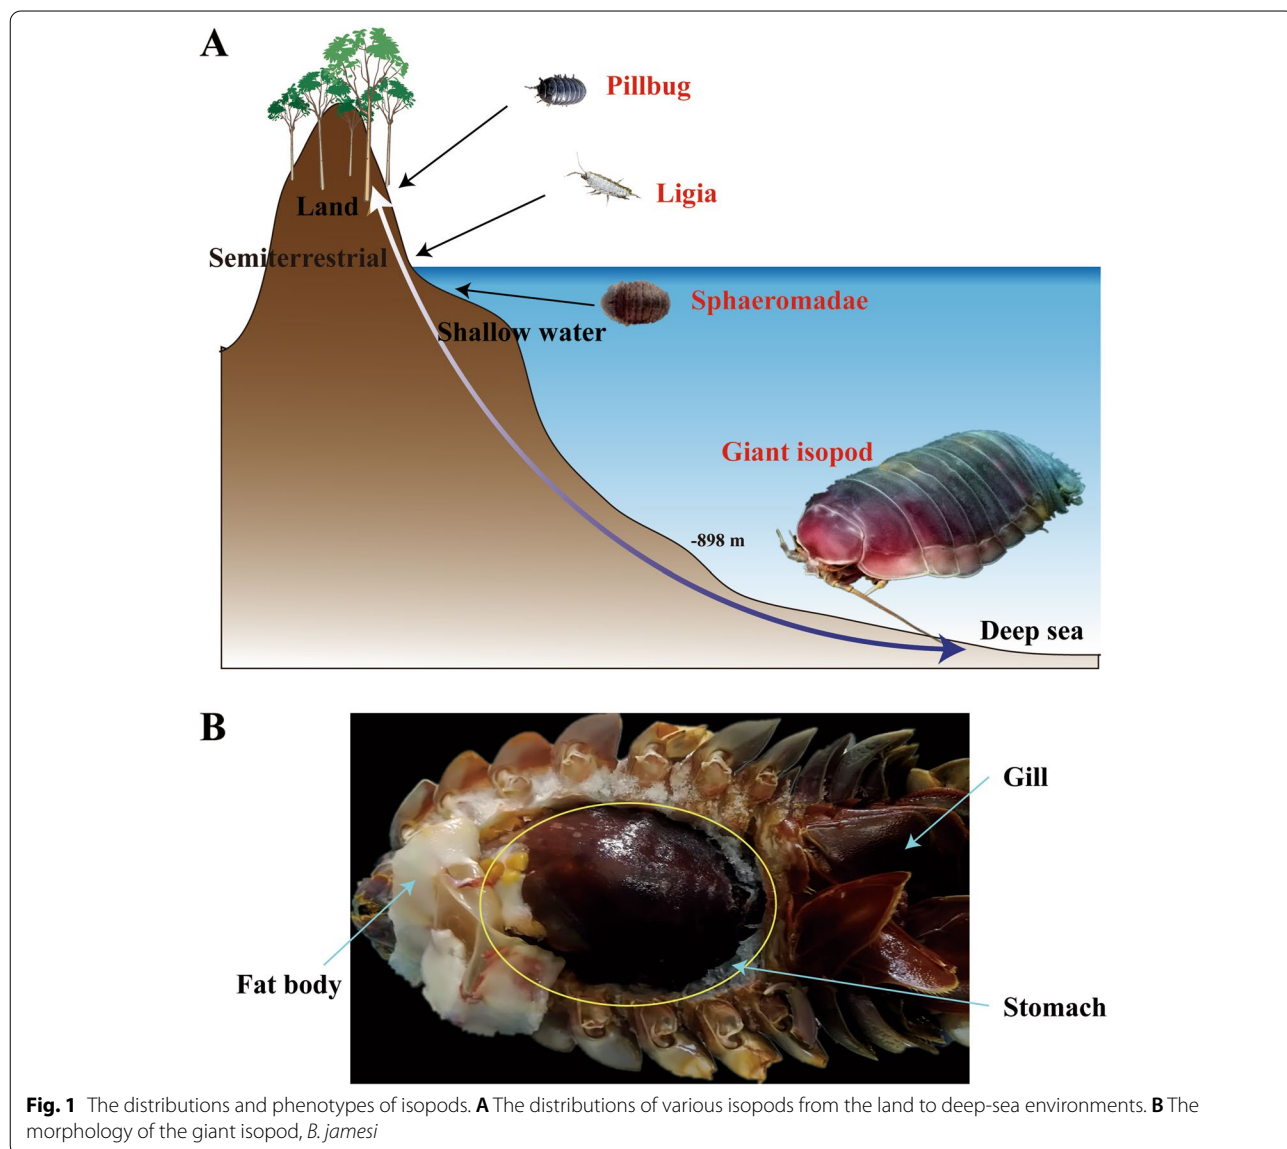 A
Pillbug
Ligia
Land
Semiterrestrial
Sphaeromadae
Shallow water
Giant isopod
-898 m
Deep sea
B
Gill
Fat body
Stomach
Fig. 1 The distributions and phenotypes of isopods. A The distributions of various isopods from the land to deep-sea environments. B The
morphology of the giant isopod, B. jamesi